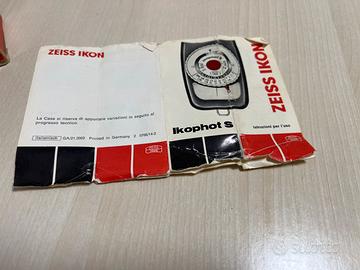 ZEISS IKON
La Casa si riserva di apportare variazioni in seguito al
progresso tecnico.
Printed in Germany
Ikophot S
Istruzioni per l'uso
ZEISS IKON
Subito